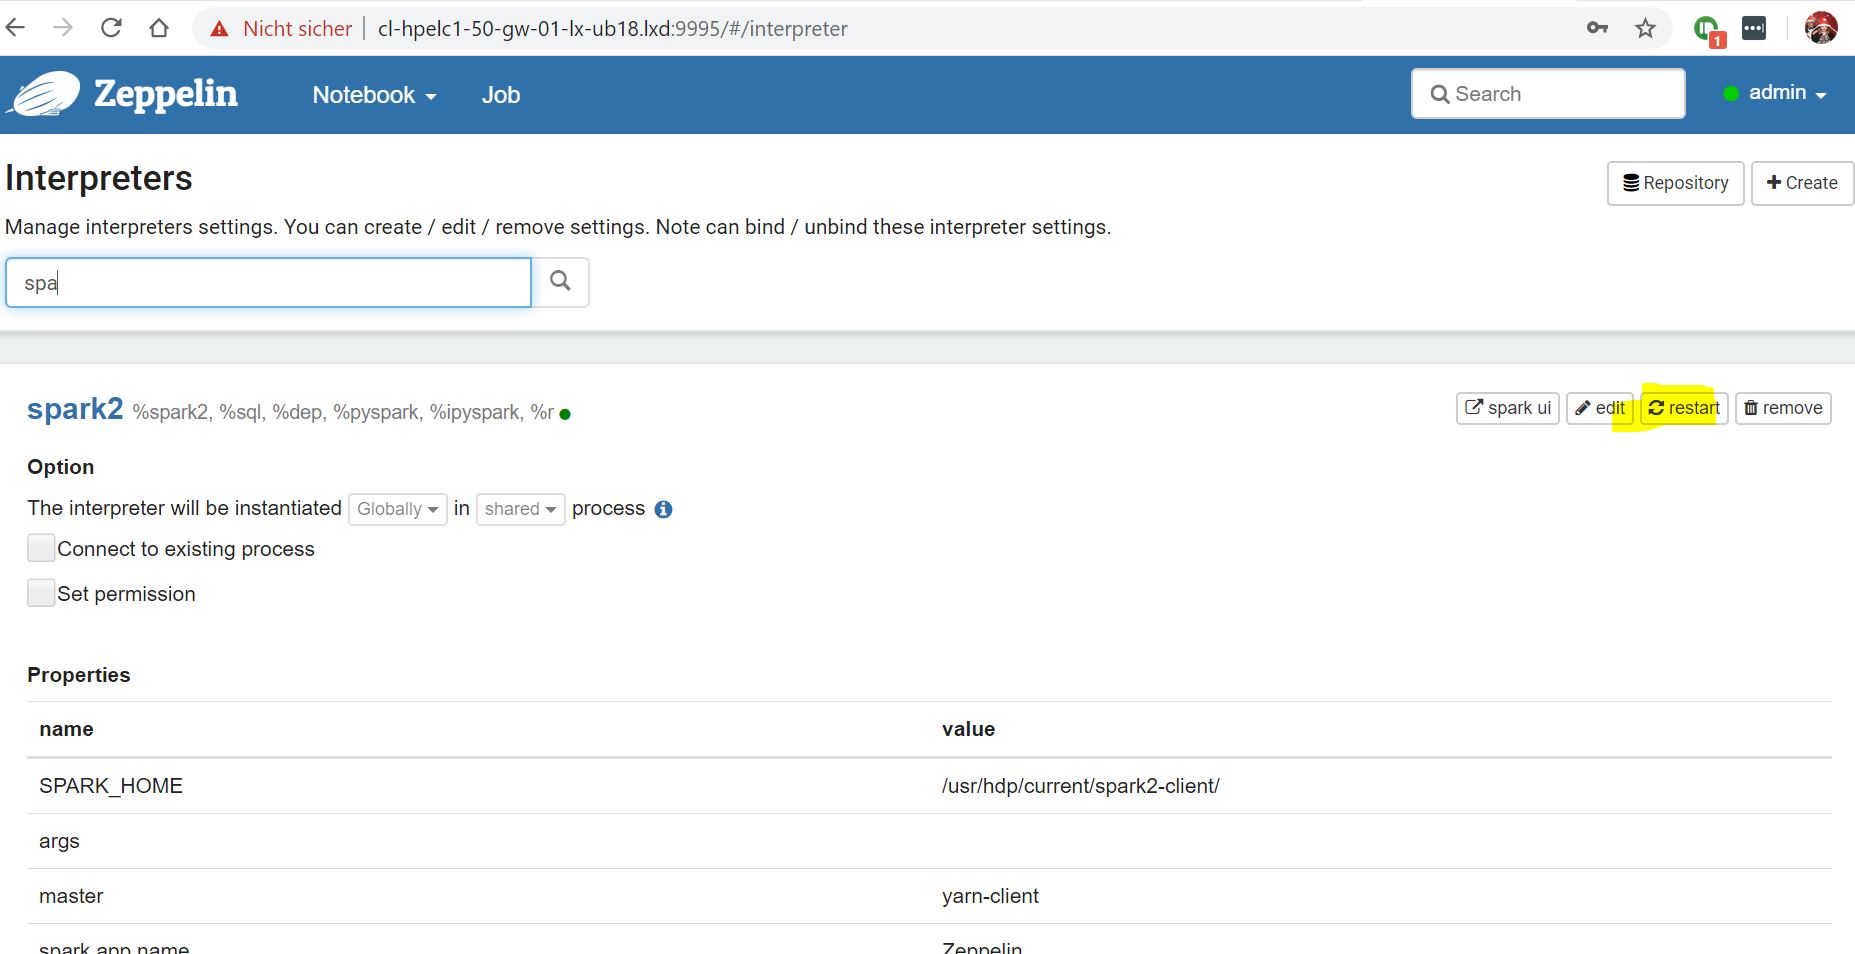 Nicht sicher | cl-hpelc1-50-gw-01-lx-ub18.lxd:9995/#/interpreter
1
Zeppelin Notebook Job Search admin
Interpreters
Repository Create
Manage interpreters settings. You can create / edit / remove settings. Note can bind / unbind these interpreter settings.
spa
spark2 %spark2, %sql, %dep, %pyspark, %ipyspark, %r
spark ui edit restart remove
Option
The interpreter will be instantiated Globally in shared process
Connect to existing process
Set permission
Properties
name value
SPARK_HOME /usr/hdp/current/spark2-client/
args
master yarn-client
spark.app.name Zeppelin